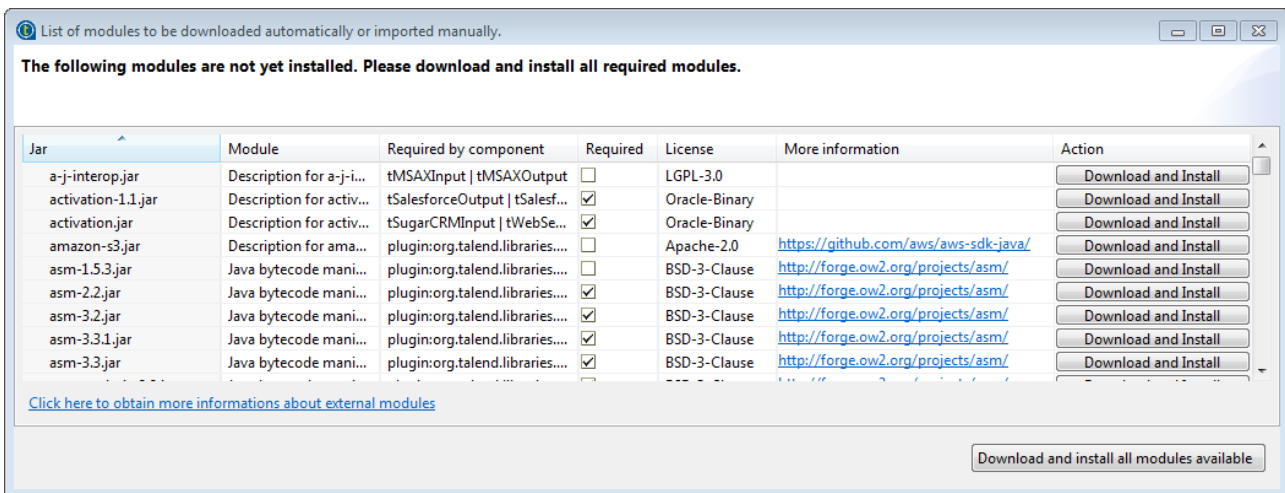 List of modules to be downloaded automatically or imported manually.
The following modules are not yet installed. Please download and install all required modules.
Jar Module Required by component Required License More information Action
a-j-interop.jar Description for a-j-i... tMSAXInput | tMSAXOutput LGPL-3.0 Download and Install
activation-1.1.jar Description for activ... tSalesforceOutput | tSalesf... Oracle-Binary Download and Install
activation.jar Description for activ... tSugarCRMInput | tWebSe... Oracle-Binary Download and Install
amazon-s3.jar Description for ama... plugin:org.talend.libraries.... Apache-2.0 https://github.com/aws/aws-sdk-java/ Download and Install
asm-1.5.3.jar Java bytecode mani... plugin:org.talend.libraries.... BSD-3-Clause http://forge.ow2.org/projects/asm/ Download and Install
asm-2.2.jar Java bytecode mani... plugin:org.talend.libraries.... BSD-3-Clause http://forge.ow2.org/projects/asm/ Download and Install
asm-3.2.jar Java bytecode mani... plugin:org.talend.libraries.... BSD-3-Clause http://forge.ow2.org/projects/asm/ Download and Install
asm-3.3.1.jar Java bytecode mani... plugin:org.talend.libraries.... BSD-3-Clause http://forge.ow2.org/projects/asm/ Download and Install
asm-3.3.jar Java bytecode mani... plugin:org.talend.libraries.... BSD-3-Clause http://forge.ow2.org/projects/asm/ Download and Install
Click here to obtain more informations about external modules
Download and install all modules available